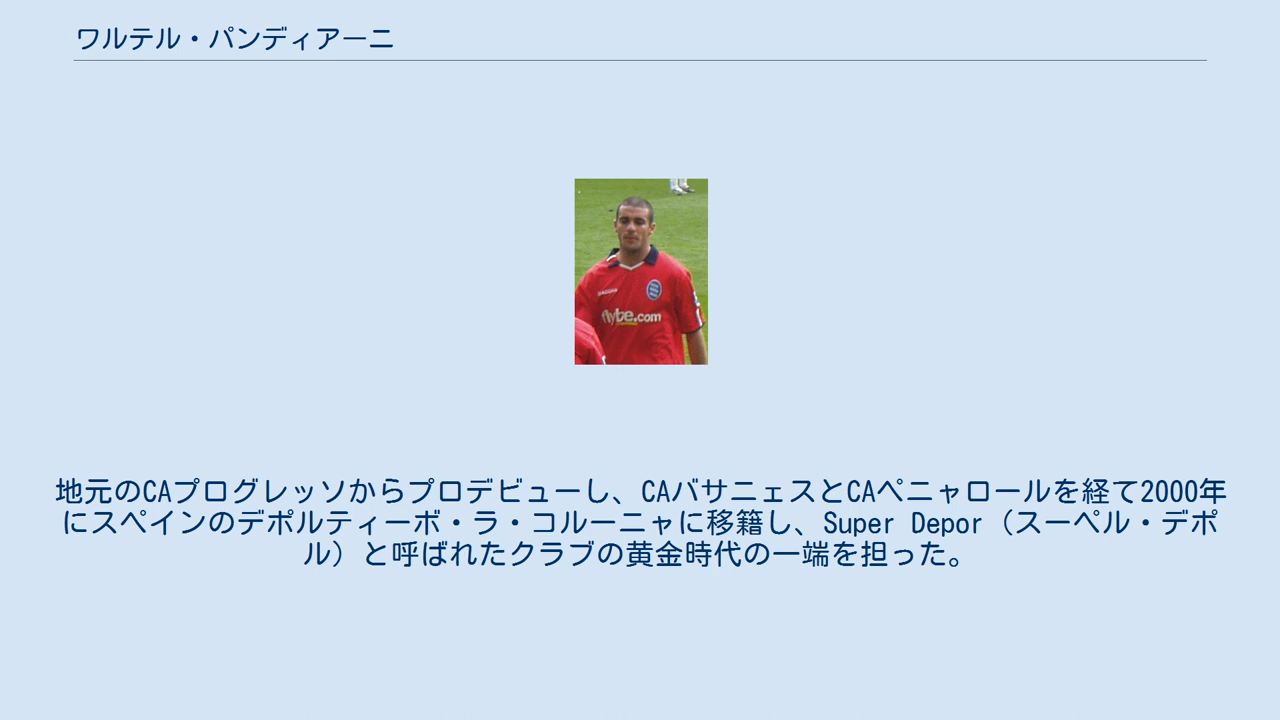 ワルテル・パンディアーニ
flybe.com
地元のCAプログレッソからプロデビューし、CAバサニェスとCAペニャロールを経て2000年
にスペインのデポルティーボ・ラ・コルーニャに移籍し、Super Depor（スーペル・デポ
ル）と呼ばれたクラブの黄金時代の一端を担った。